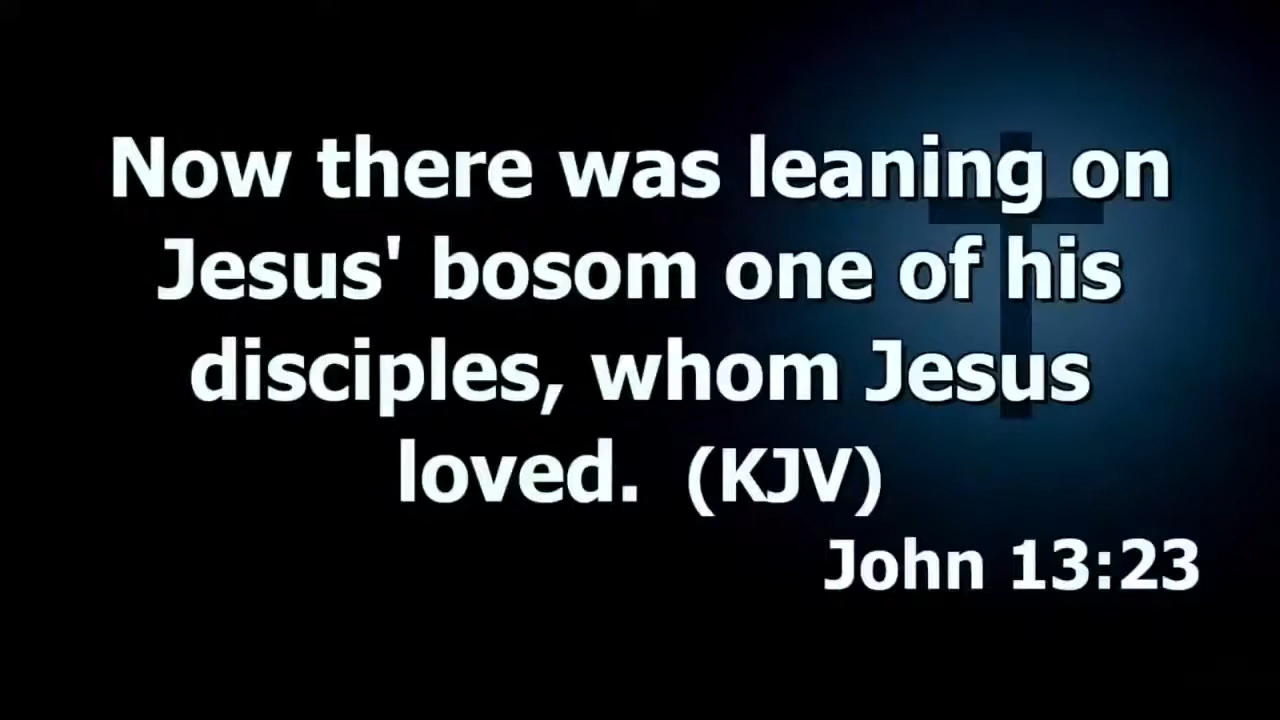 Now there was leaning on
Jesus' bosom one of his
disciples, whom Jesus
loved.  (KJV)
John 13:23